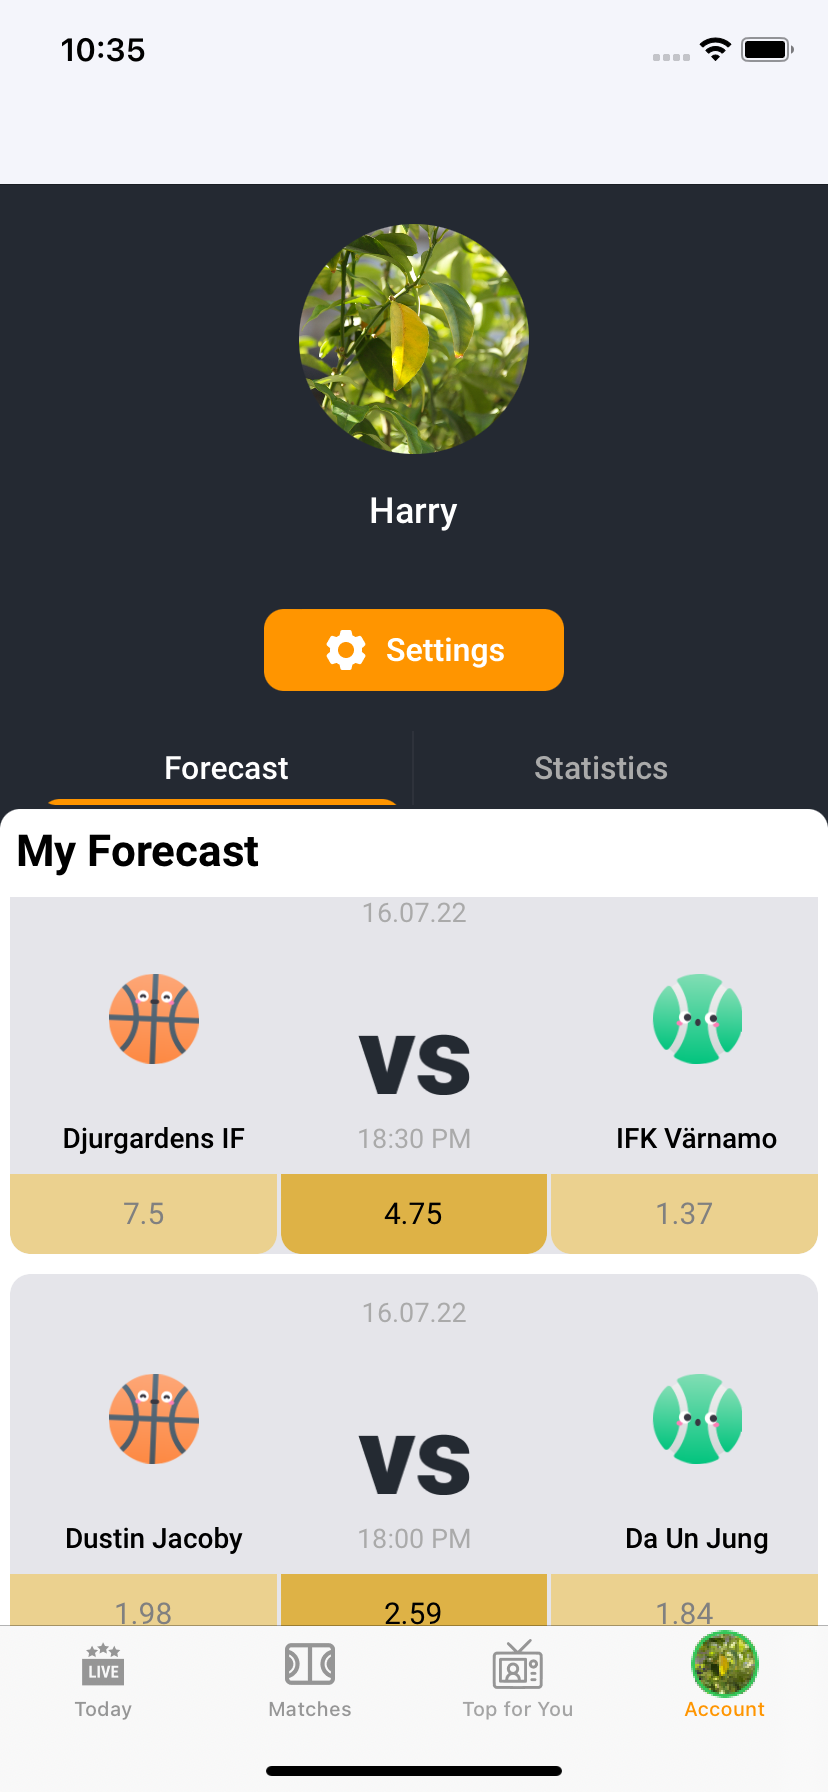 10:35
Harry
Settings
Forecast
Statistics
My Forecast
16.07.22
VS
Djurgardens IF
18:30 PM
IFK Värnamo
7.5
4.75
1.37
16.07.22
VS
Dustin Jacoby
18:00 PM
Da Un Jung
1.98
2.59
1.84
LIVE
Today
Matches
Top for You
Account